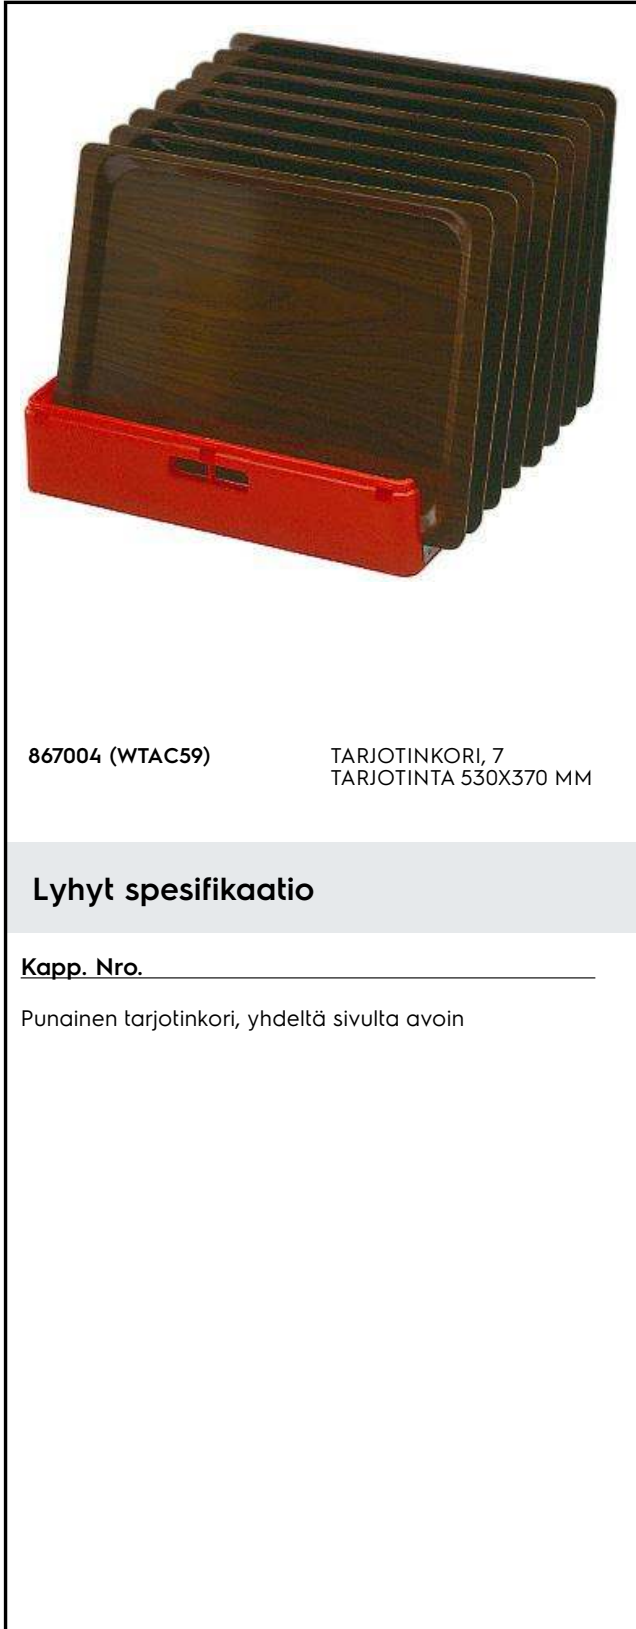 867004 (WTAC59)
TARJOTINKORI, 7
TARJOTINTA 530X370 MM
Lyhyt spesifikaatio
Kapp. Nro.
Punainen tarjotinkori, yhdeltä sivulta avoin